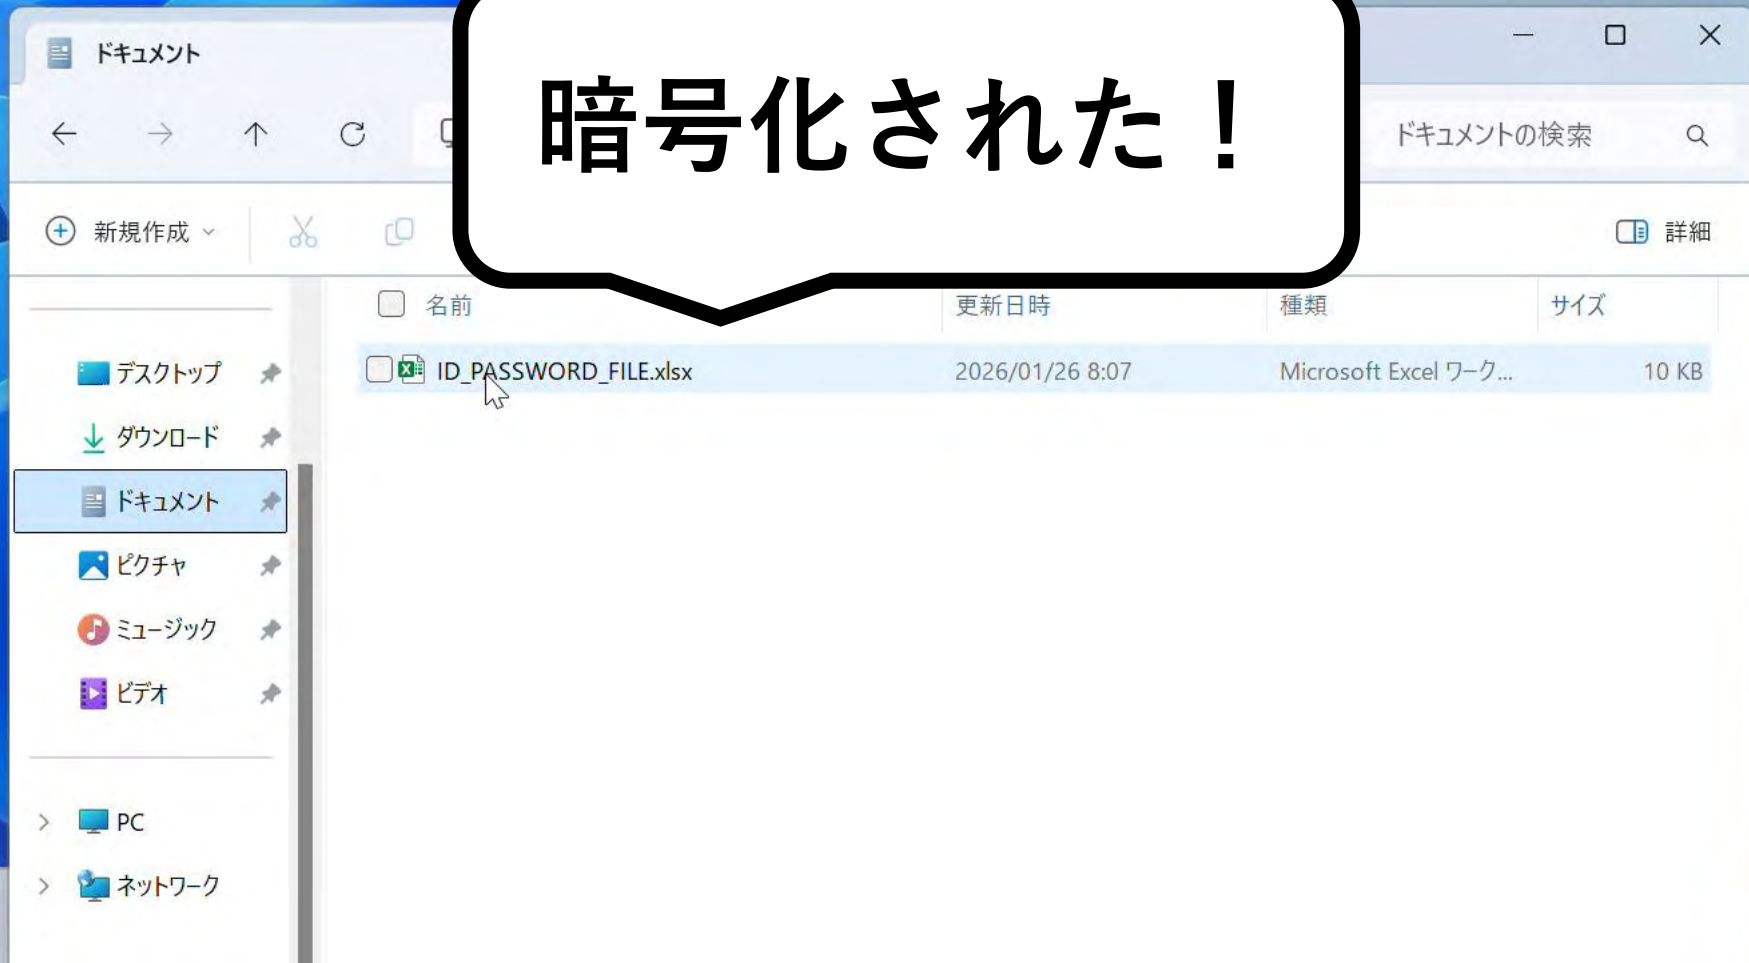 ドキュメント
暗号化された！
ドキュメントの検索
新規作成
詳細
名前 更新日時 種類 サイズ
ID_PASSWORD_FILE.xlsx 2026/01/26 8:07 Microsoft Excel ワーク... 10 KB
デスクトップ
ダウンロード
ドキュメント
ピクチャ
ミュージック
ビデオ
PC
ネットワーク